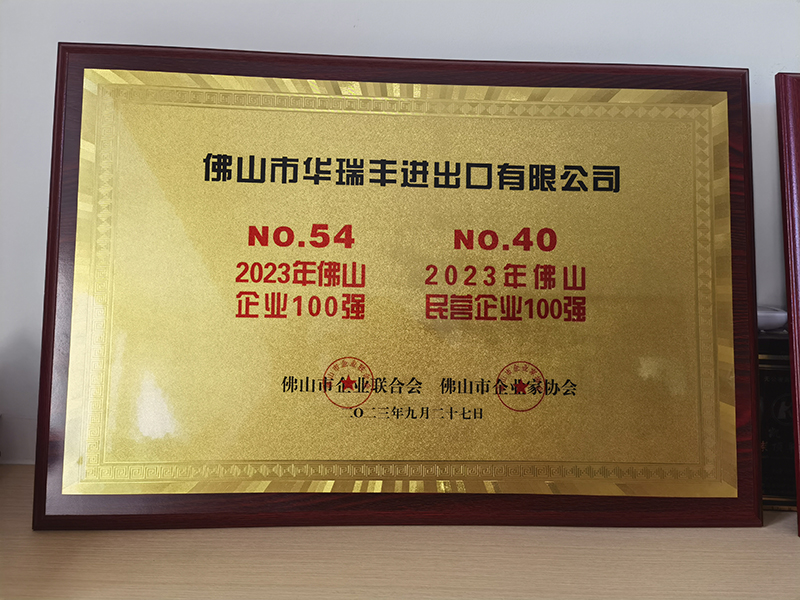 佛山市华瑞丰进出口有限公司
NO.54
2023年佛山
企业100强
NO.40
2023年佛山
民营企业100强
佛山市企业联合会 佛山市企业家协会
二〇二三年九月二十七日